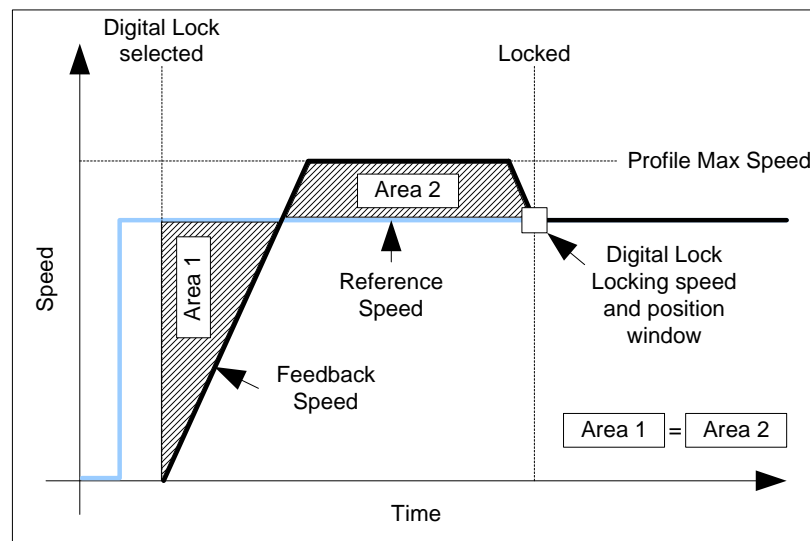 Digital Lock
selected
Locked
Profile Max Speed
Area 2
Area 1
Reference
Speed
Digital Lock
Locking speed
and position
window
Speed
Feedback
Speed
Area 1 = Area 2
Time